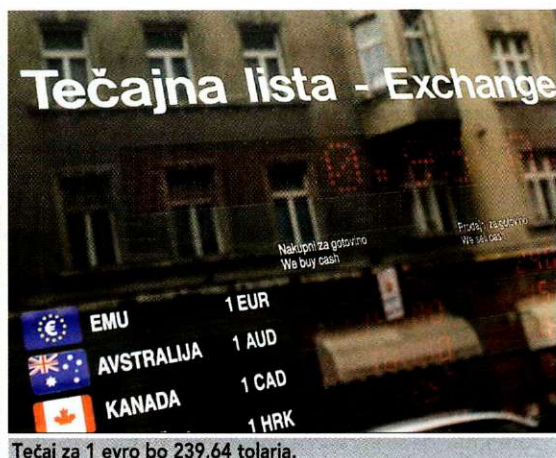 Tečajna lista - Exchange
Nakupni za gotovino
We buy cash
Prodajni za gotovino
We sell cash
EMU 1 EUR
AVSTRALIJA 1 AUD
KANADA 1 CAD
1 HRK
Tečaj za 1 evro bo 239,64 tolarja.